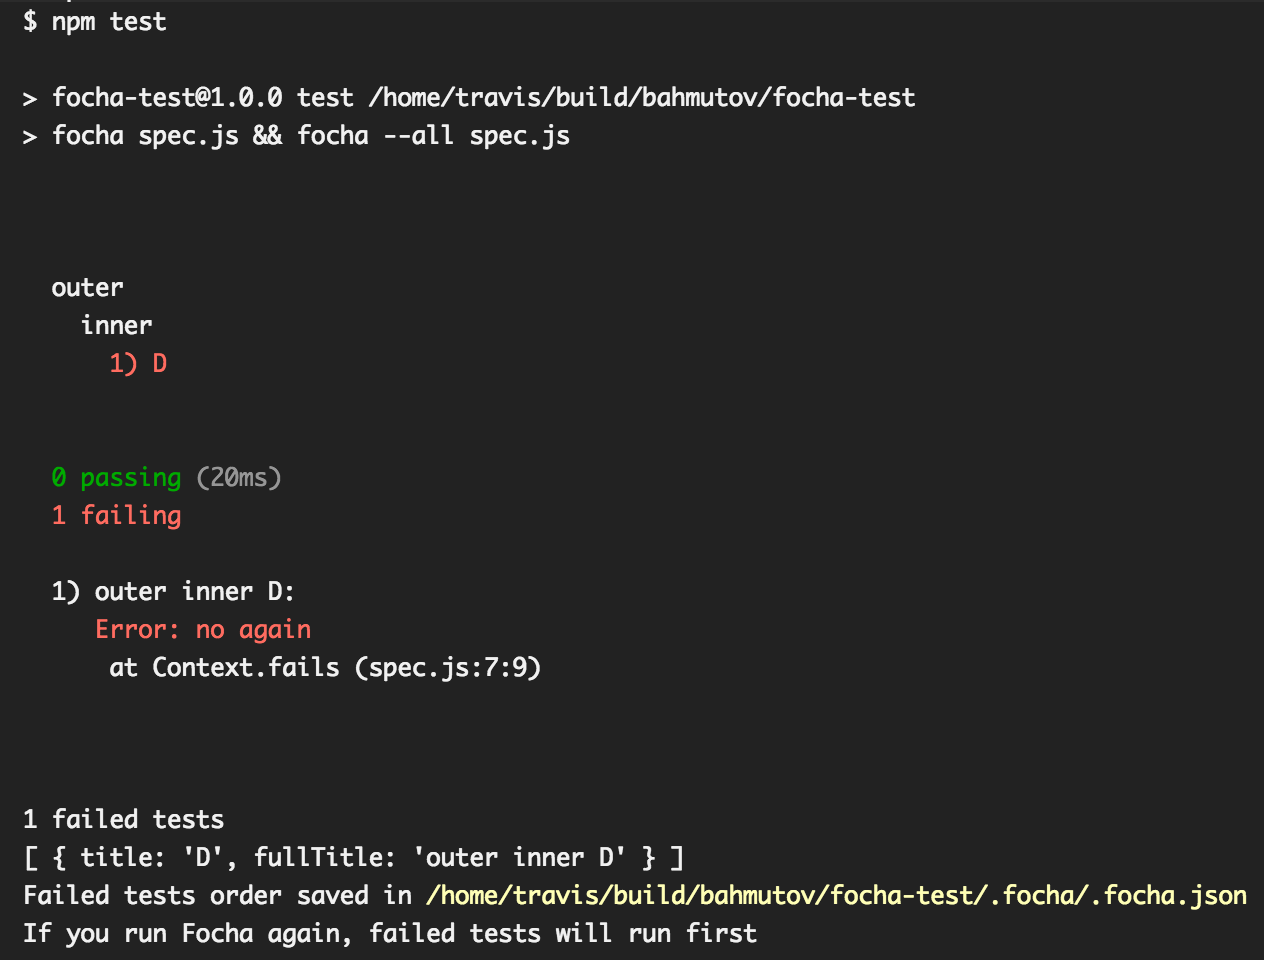 $ npm test
> focha-test@1.0.0 test /home/travis/build/bahmutov/focha-test
> focha spec.js && focha --all spec.js
outer
inner
1) D
0 passing (20ms)
1 failing
1) outer inner D:
Error: no again
at Context.fails (spec.js:7:9)
1 failed tests
[ { title: 'D', fullTitle: 'outer inner D' } ]
Failed tests order saved in /home/travis/build/bahmutov/focha-test/.focha/.focha.json
If you run Focha again, failed tests will run first